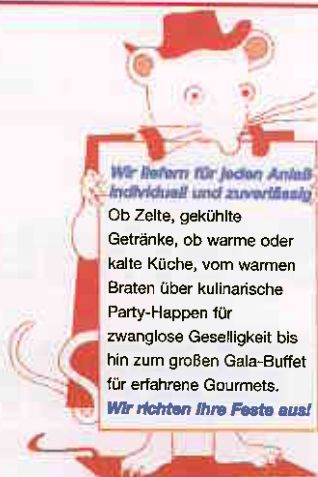 Wir liefern für jeden Anlaß
individuell und zuverlässig
Ob Zelte, gekühlte
Getränke, ob warme oder
kalte Küche, vom warmen
Braten über kulinarische
Party-Happen für
zwanglose Geselligkeit bis
hin zum großen Gala-Buffet
für erfahrene Gourmets.
Wir richten Ihre Feste aus!